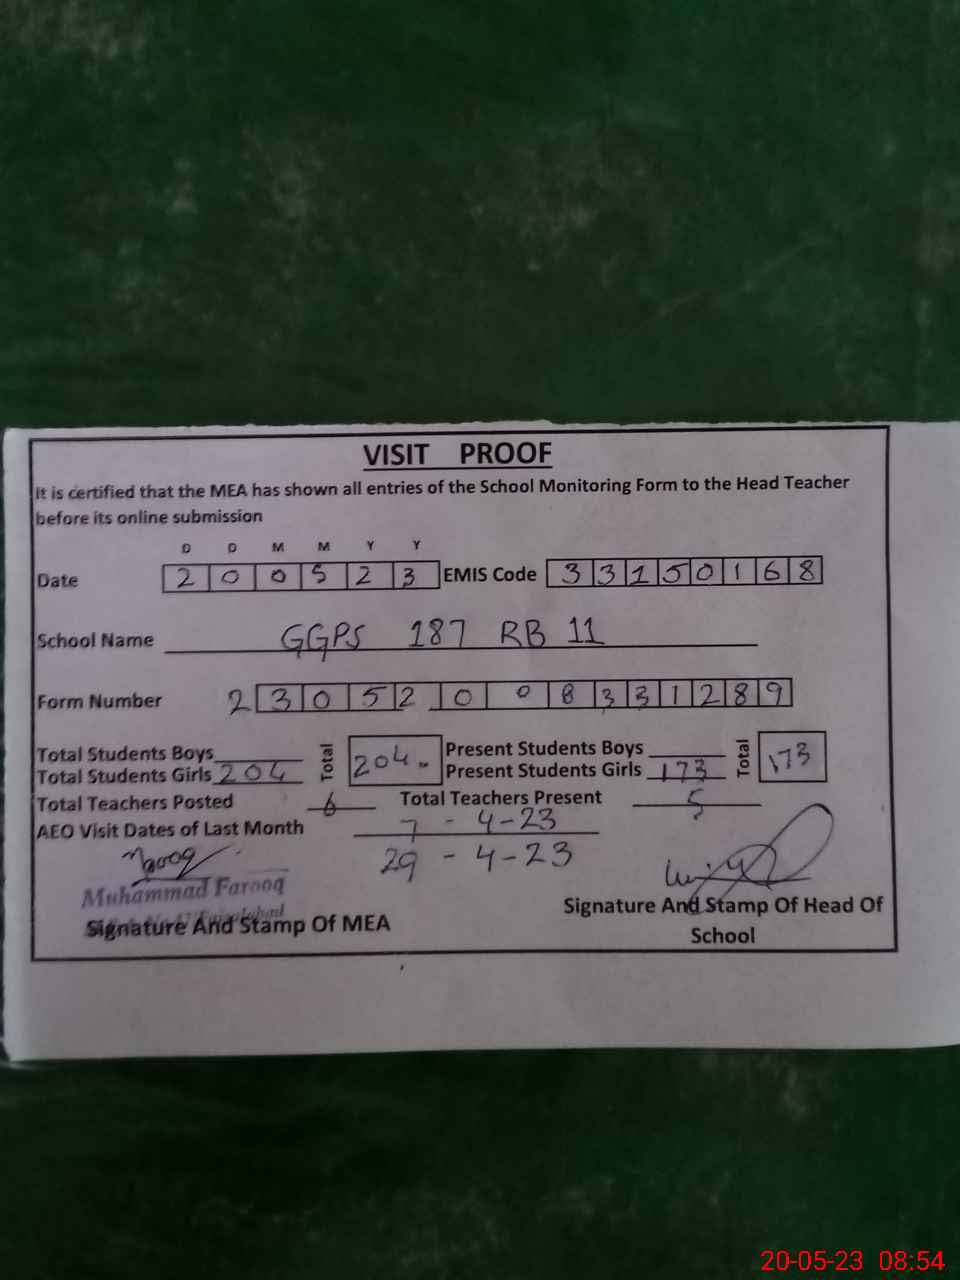 VISIT PROOF
It is certified that the MEA has shown all entries of the School Monitoring Form to the Head Teacher
before its online submission
D D M M Y Y
Date 2 0 0 5 2 3 EMIS Code 3 3 1 5 0 1 6 8
School Name GGPS 187 RB 11
Form Number 2 3 0 5 2 0 0 8 3 3 1 2 8 9
Total Students Boys Total 204 Present Students Boys Total 173
Total Students Girls 204 Present Students Girls 173
Total Teachers Posted 6 Total Teachers Present 5
AEO Visit Dates of Last Month 7 - 4-23
29 - 4-23
Muhammad Farooq
Signature And Stamp Of MEA
Signature And Stamp Of Head Of
School
20-05-23 08:54